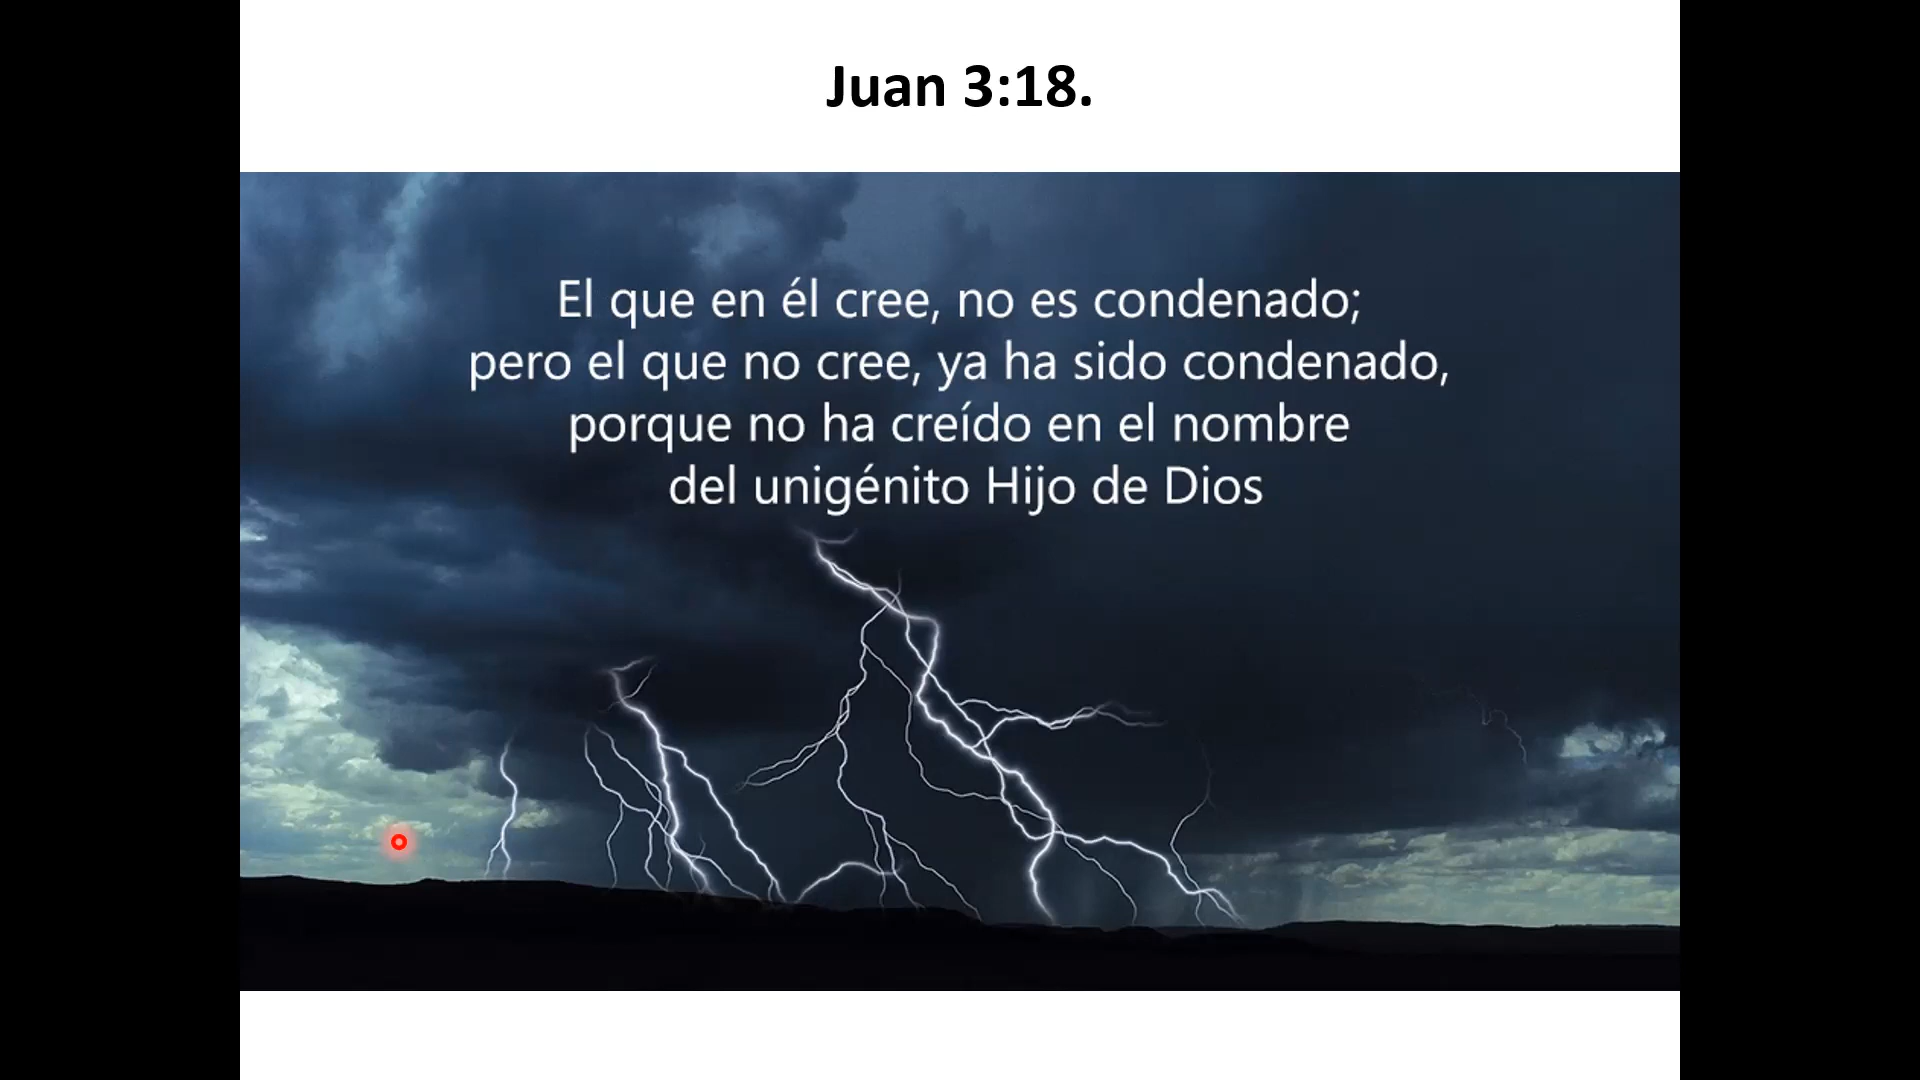 Juan 3:18.
El que en él cree, no es condenado;
pero el que no cree, ya ha sido condenado,
porque no ha creído en el nombre
del unigénito Hijo de Dios